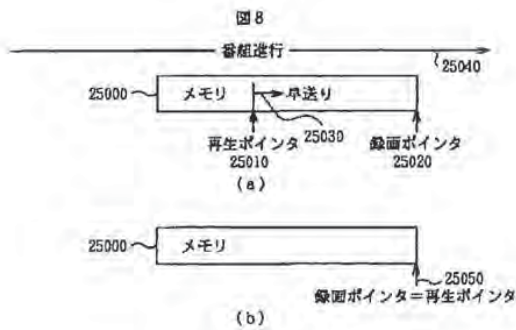 図8
番組進行
25040
25000 メモリ 早送り
25030
再生ポインタ 録画ポインタ
25010 25020
(a)
25000 メモリ
25050
録画ポインタ=再生ポインタ
(b)